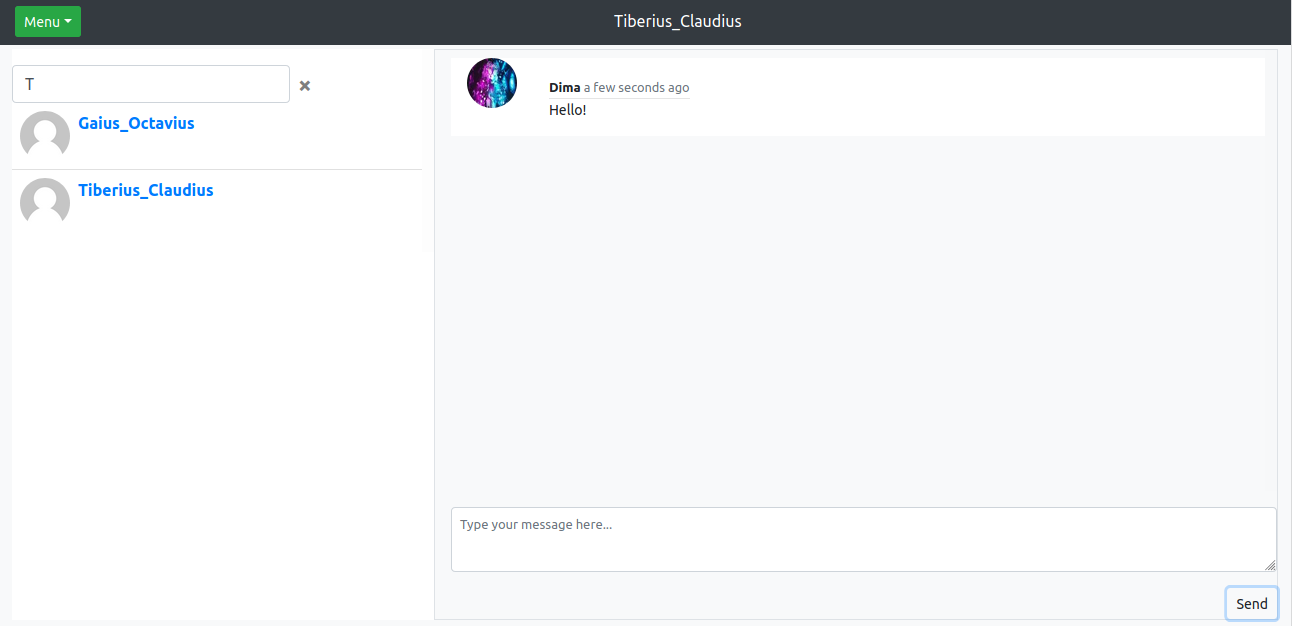 Menu
Tiberius_Claudius
T
Gaius_Octavius
Tiberius_Claudius
Dima a few seconds ago
Hello!
Type your message here...
Send